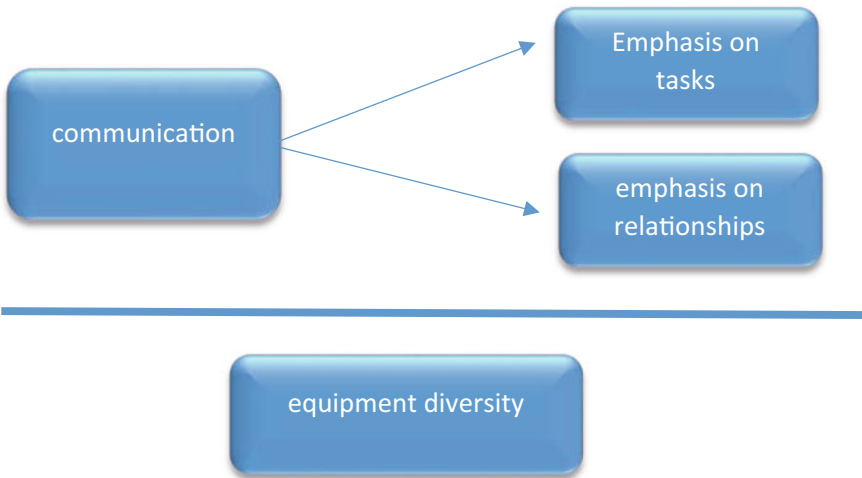 Emphasis on
tasks
communication
emphasis on
relationships
equipment diversity